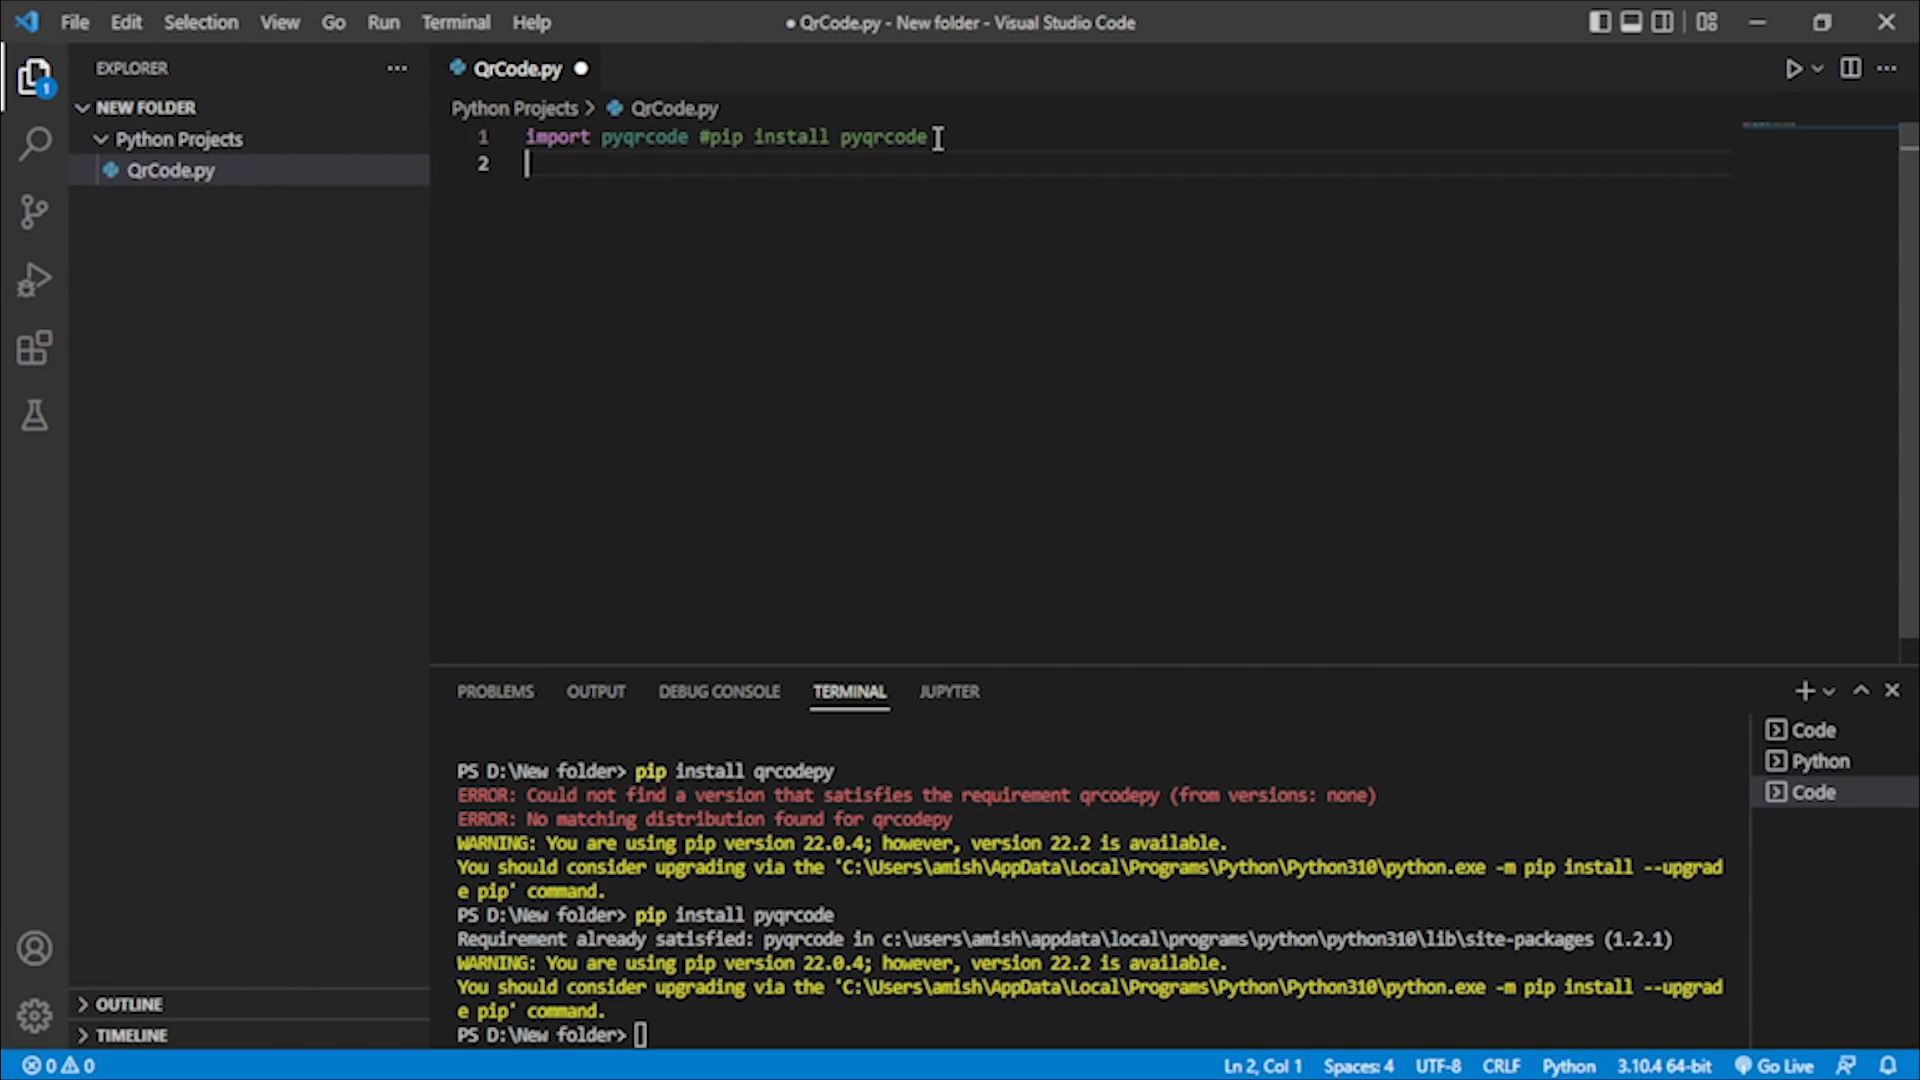 File Edit Selection View Go Run Terminal Help
● QrCode.py - New folder - Visual Studio Code
EXPLORER
1
NEW FOLDER
Python Projects
QrCode.py
OUTLINE
TIMELINE
QrCode.py
Python Projects > QrCode.py
1 import pyqrcode #pip install pyqrcode
2
PROBLEMS OUTPUT DEBUG CONSOLE TERMINAL JUPYTER
PS D:\New folder> pip install qrcodepy
ERROR: Could not find a version that satisfies the requirement qrcodepy (from versions: none)
ERROR: No matching distribution found for qrcodepy
WARNING: You are using pip version 22.0.4; however, version 22.2 is available.
You should consider upgrading via the 'C:\Users\amish\AppData\Local\Programs\Python\Python310\python.exe -m pip install --upgrad
e pip' command.
PS D:\New folder> pip install pyqrcode
Requirement already satisfied: pyqrcode in c:\users\amish\appdata\local\programs\python\python310\lib\site-packages (1.2.1)
WARNING: You are using pip version 22.0.4; however, version 22.2 is available.
You should consider upgrading via the 'C:\Users\amish\AppData\Local\Programs\Python\Python310\python.exe -m pip install --upgrad
e pip' command.
PS D:\New folder>
Code
Python
Code
0 0
Ln 2, Col 1 Spaces: 4 UTF-8 CRLF Python 3.10.4 64-bit Go Live